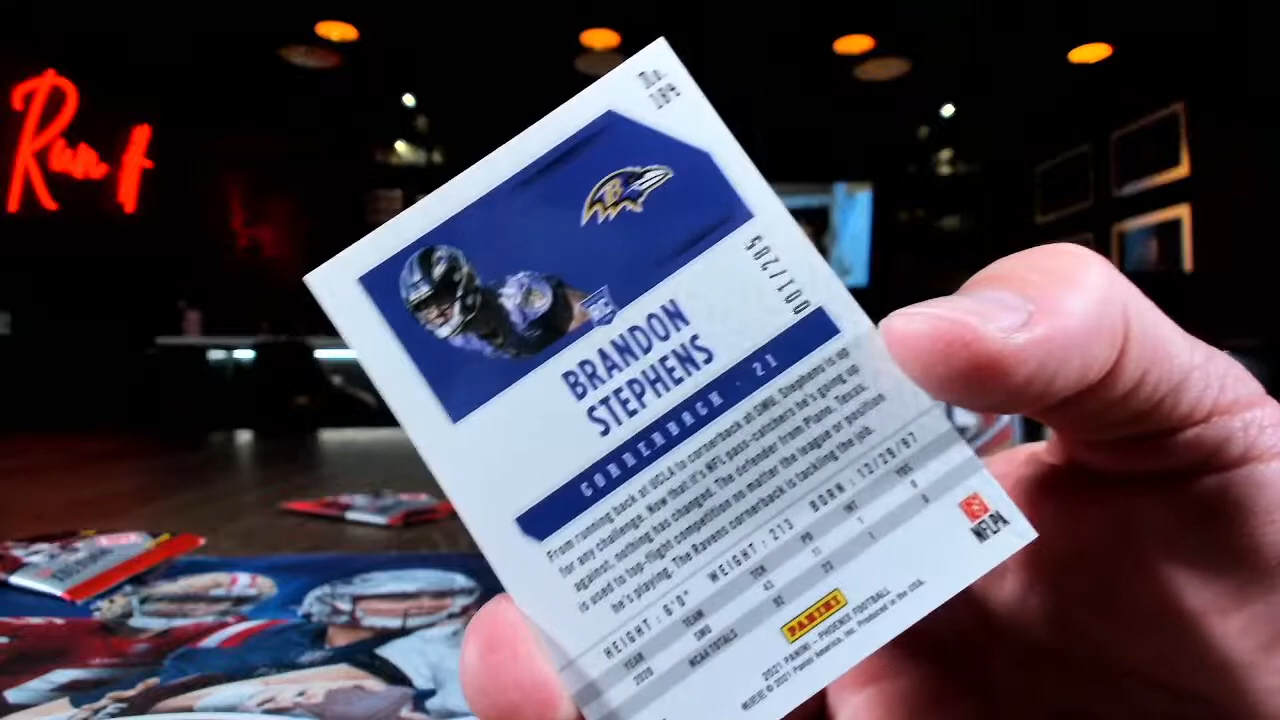 Run it
No.
189
001/205
BRANDON
STEPHENS
CORNERBACK · 21
From running back at UCLA to cornerback at SMU, Stephens is up
for any challenge. Now that it's NFL pass-catchers he's going up
against, nothing has changed. The defender from Plano, Texas,
is used to top-flight competition no matter the league or position
he's playing. The Ravens cornerback is tackling the job.
HEIGHT: 6'0" WEIGHT: 213 BORN: 12/29/97
YEAR TEAM TCK PD INT YDS
2020 SMU 43 11 1 0
NCAA TOTALS 92 22 1 0
PANINI
NFLPA
2021 PANINI – PHOENIX FOOTBALL
© 2021 Panini America, Inc. Produced in the USA.